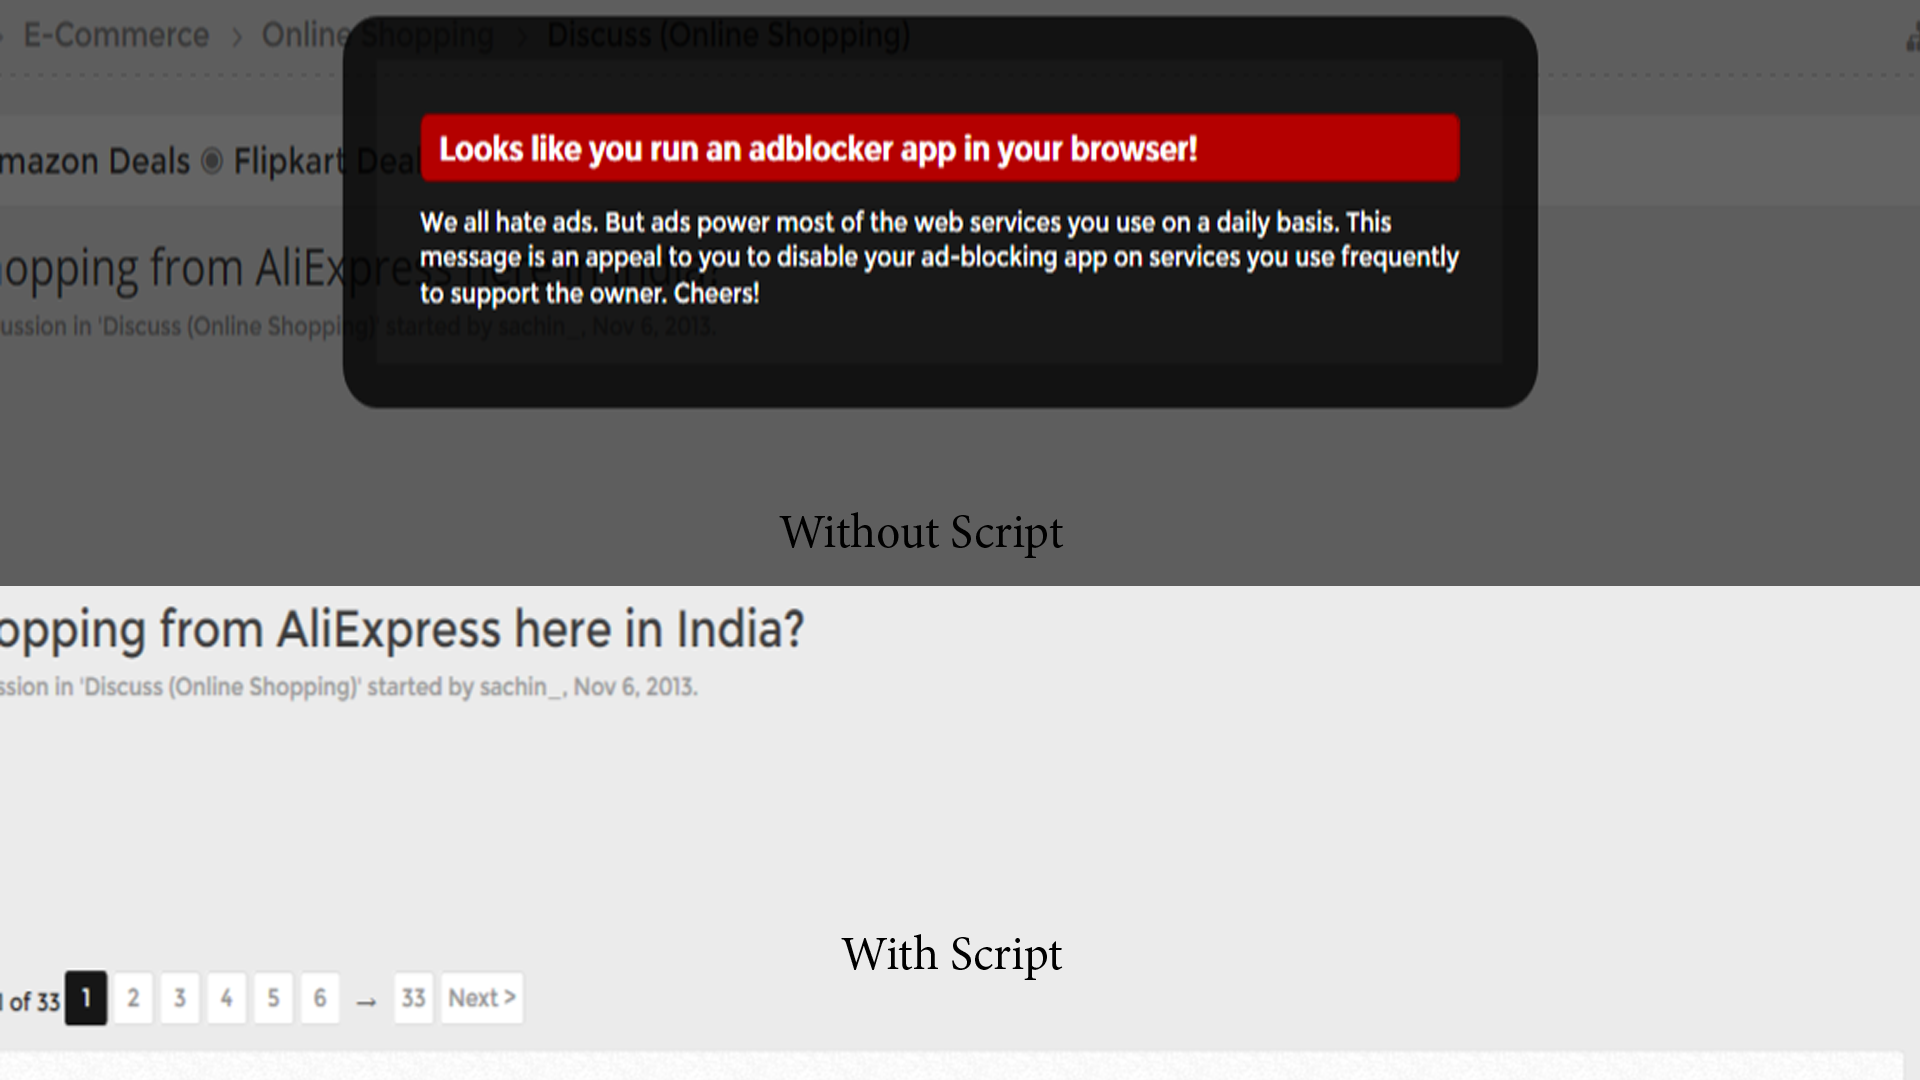 E-Commerce > Online Shopping > Discuss (Online Shopping)
Looks like you run an adblocker app in your browser!
mazon Deals ◉ Flipkart Deal
We all hate ads. But ads power most of the web services you use on a daily basis. This
message is an appeal to you to disable your ad-blocking app on services you use frequently
to support the owner. Cheers!
opping from AliExpress here in India?
ussion in 'Discuss (Online Shopping)' started by sachin_, Nov 6, 2013.
Without Script
opping from AliExpress here in India?
ssion in 'Discuss (Online Shopping)' started by sachin_, Nov 6, 2013.
With Script
of 33 1 2 3 4 5 6 → 33 Next >